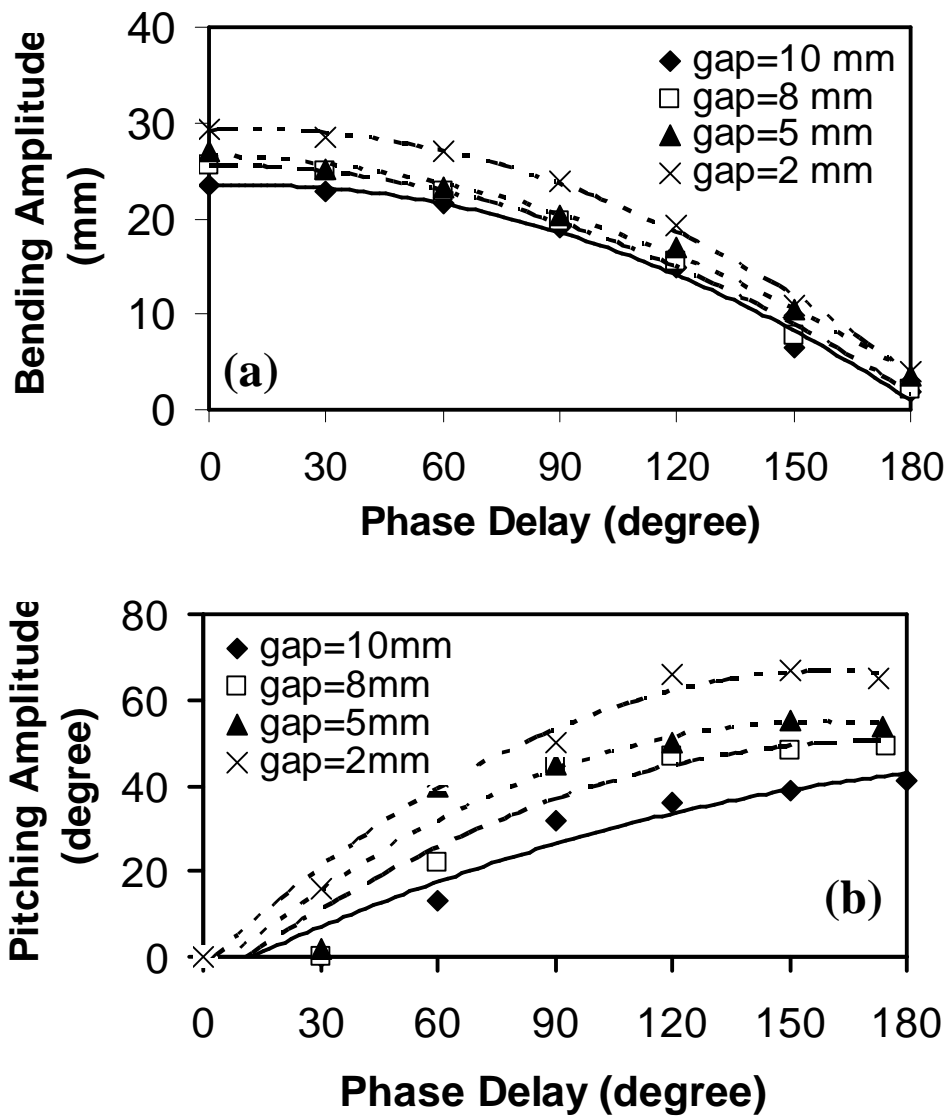 Bending Amplitude
(mm)
40
30
20
10
0
gap=10 mm
gap=8 mm
gap=5 mm
gap=2 mm
(a)
0 30 60 90 120 150 180
Phase Delay (degree)
Pitching Amplitude
(degree)
80
60
40
20
0
gap=10mm
gap=8mm
gap=5mm
gap=2mm
(b)
0 30 60 90 120 150 180
Phase Delay (degree)